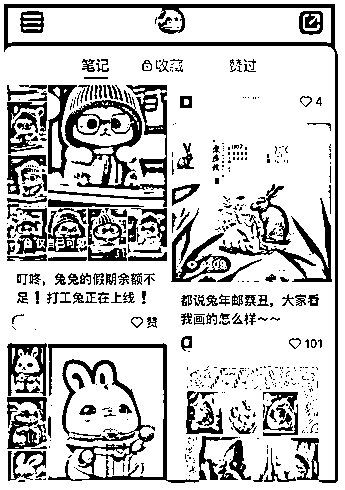 笔记 收藏 赞过
叮咚，兔兔的假期余额不
足！打工兔正在上线！
赞
4
都说兔年邮票丑，大家看
我画的怎么样～～
101